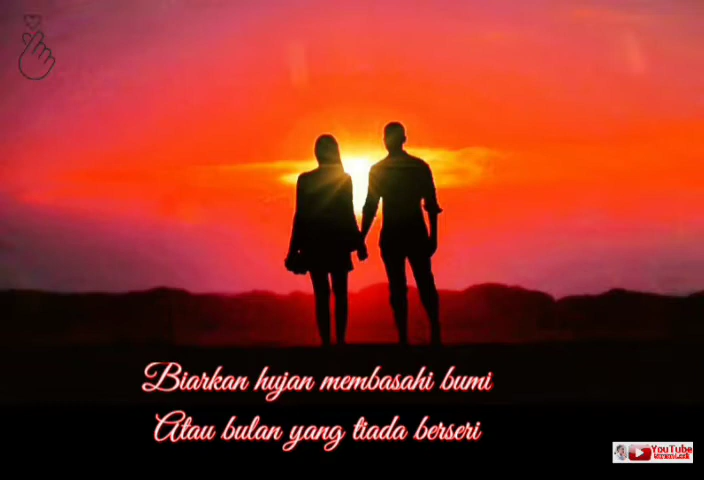 Biarkan hujan membasahi bumi
Atau bulan yang tiada berseri
YouTube